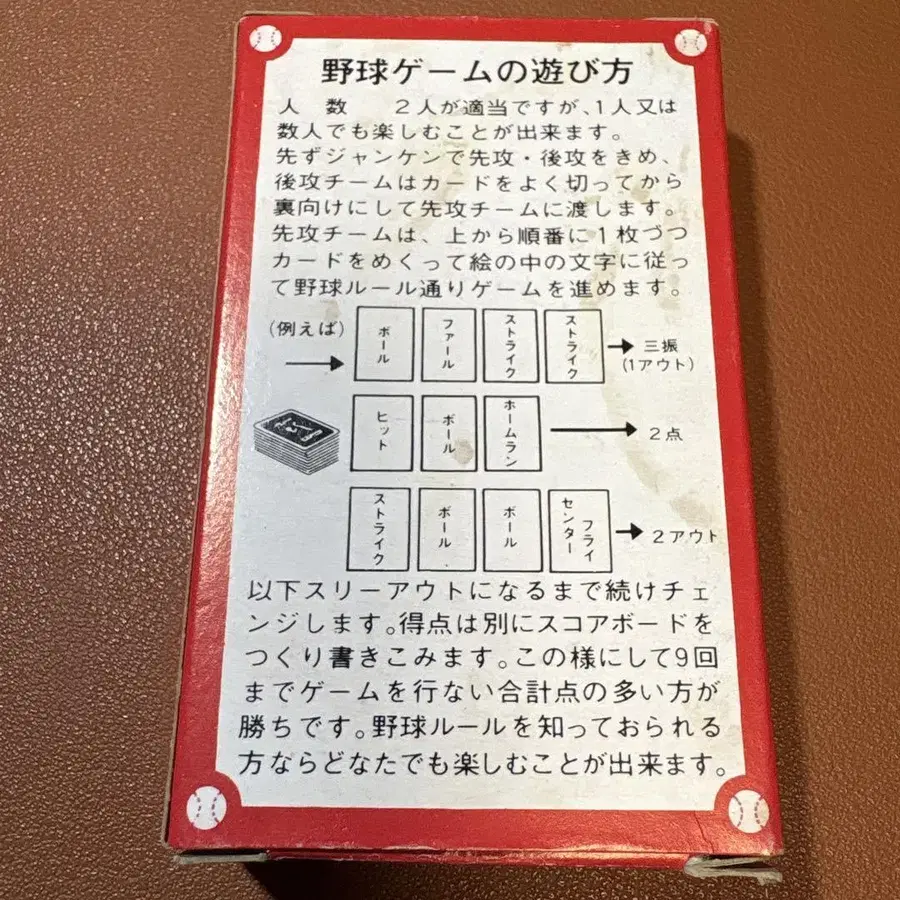 野球ゲームの遊び方
人 数 2人が適当ですが、1人又は
数人でも楽しむことが出来ます。
先ずジャンケンで先攻・後攻をきめ、
後攻チームはカードをよく切ってから
裏向けにして先攻チームに渡します。
先攻チームは、上から順番に1枚づつ
カードをめくって絵の中の文字に従っ
て野球ルール通りゲームを進めます。
(例えば)
ボール
ファール
ストライク
ストライク
三振
(1アウト)
ヒット
ボール
ホームラン
2点
ストライク
ボール
ボール
センター
フライ
2アウト
以下スリーアウトになるまで続けチェ
ンジします。得点は別にスコアボードを
つくり書きこみます。この様にして9回
までゲームを行ない合計点の多い方が
勝ちです。野球ルールを知っておられる
方ならどなたでも楽しむことが出来ます。